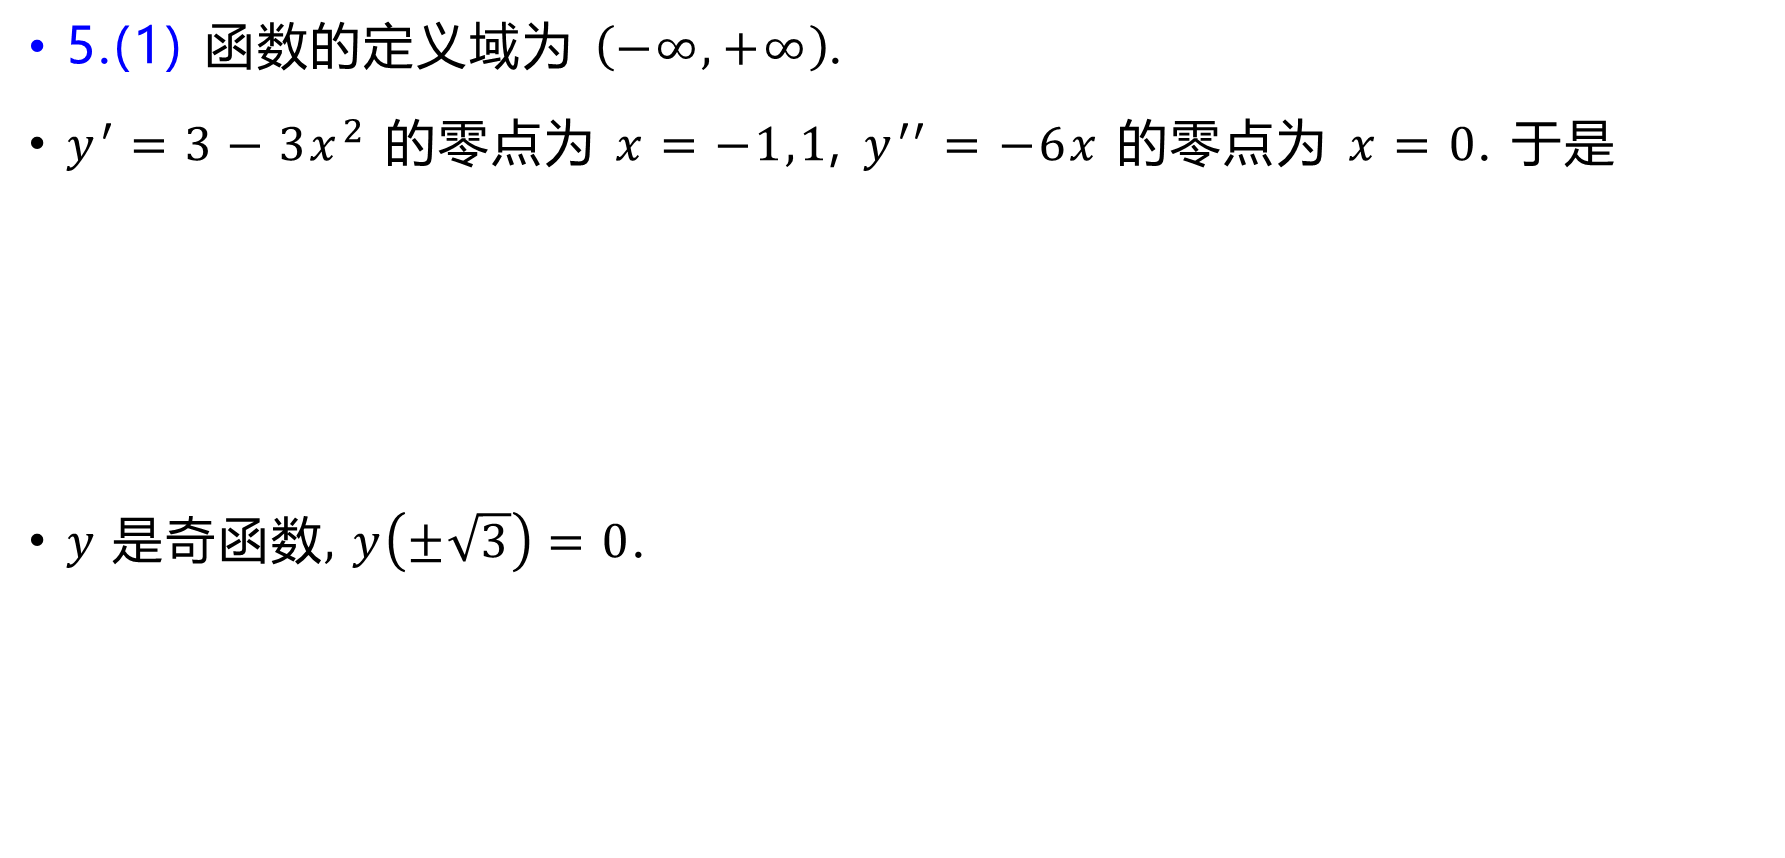 • 5.(1) 函数的定义域为 (−∞, +∞).
• y′ = 3 − 3x² 的零点为 x = −1,1, y′′ = −6x 的零点为 x = 0. 于是
• y 是奇函数, y(±√3) = 0.